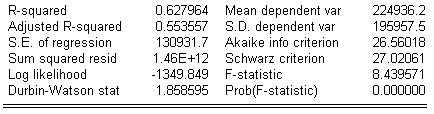 R-squared 0.627964 Mean dependent var 224936.2
Adjusted R-squared 0.553557 S.D. dependent var 195957.5
S.E. of regression 130931.7 Akaike info criterion 26.56018
Sum squared resid 1.46E+12 Schwarz criterion 27.02061
Log likelihood -1349.849 F-statistic 8.439571
Durbin-Watson stat 1.858595 Prob(F-statistic) 0.000000